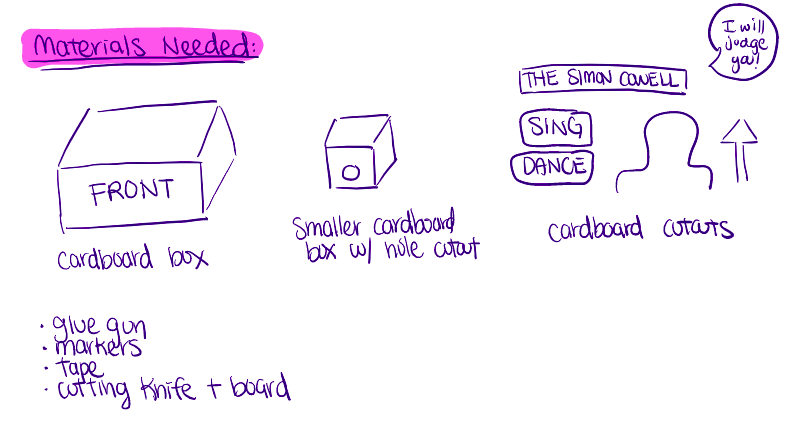 Materials Needed:
I will
judge
ya!
THE SIMON COWELL
SING
DANCE
FRONT
cardboard box
Smaller cardboard
box w/ hole cutout
cardboard cutouts
· glue gun
· markers
· tape
· cutting knife + board